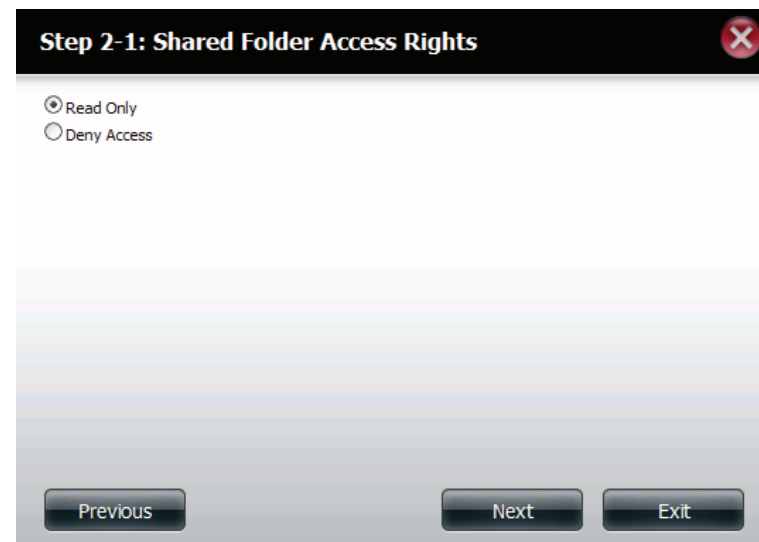 Step 2-1: Shared Folder Access Rights
Read Only
Deny Access
Previous Next Exit